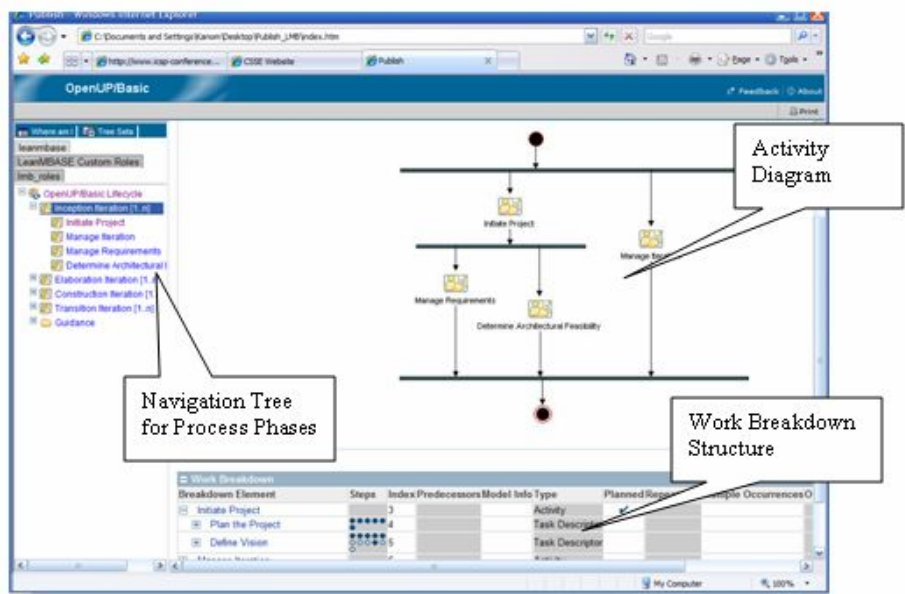 Publish - Windows Internet Explorer
C:\Documents and Settings\Kanon\Desktop\Publish_LMB\index.htm
Google
http://www.icsp-conference...
CSSE Website
Publish
X
Page
Tools
OpenUP/Basic
Feedback
About
Print
Where am I
Tree Sets
leanmbase
LeanMBASE Custom Roles
lmb_roles
OpenUP/Basic Lifecycle
Inception Iteration [1..n]
Initiate Project
Manage Iteration
Manage Requirements
Determine Architectural
Elaboration Iteration [1..
Construction Iteration [1.
Transition Iteration [1..n]
Guidance
Initiate Project
Manage
Manage Requirements
Determine Architectural Feasibility
Activity
Diagram
Navigation Tree
for Process Phases
Work Breakdown
Structure
Work Breakdown
Breakdown Element Steps Index Predecessors Model Info Type Planned Occurrences
Initiate Project 3 Activity
Plan the Project 4 Task Descriptor
Define Vision 5 Task Descriptor
My Computer
100%